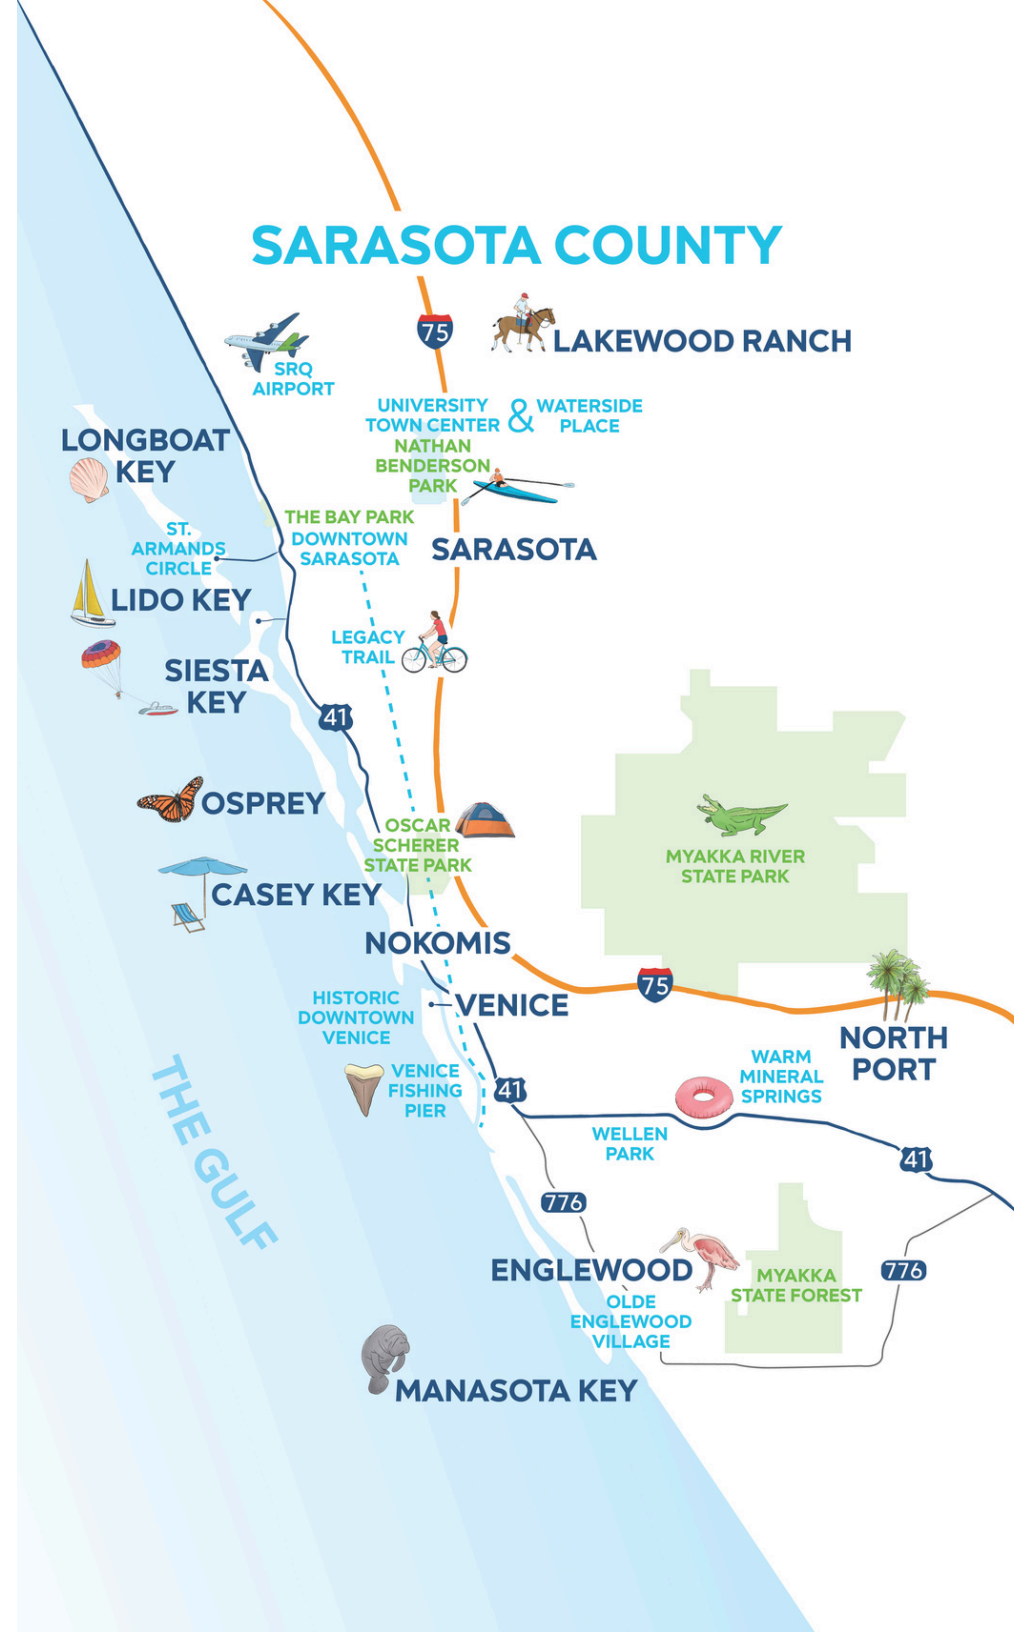 SARASOTA COUNTY
75
LAKEWOOD RANCH
SRQ
AIRPORT
UNIVERSITY
TOWN CENTER
&
WATERSIDE
PLACE
LONGBOAT
KEY
NATHAN
BENDERSON
PARK
THE BAY PARK
DOWNTOWN
SARASOTA
SARASOTA
ST.
ARMANDS
CIRCLE
LIDO KEY
LEGACY
TRAIL
SIESTA
KEY
41
OSPREY
OSCAR
SCHERER
STATE PARK
MYAKKA RIVER
STATE PARK
CASEY KEY
NOKOMIS
75
HISTORIC
DOWNTOWN
VENICE
VENICE
NORTH
PORT
VENICE
FISHING
PIER
41
WARM
MINERAL
SPRINGS
THE GULF
WELLEN
PARK
41
776
ENGLEWOOD
776
MYAKKA
STATE FOREST
OLDE
ENGLEWOOD
VILLAGE
MANASOTA KEY